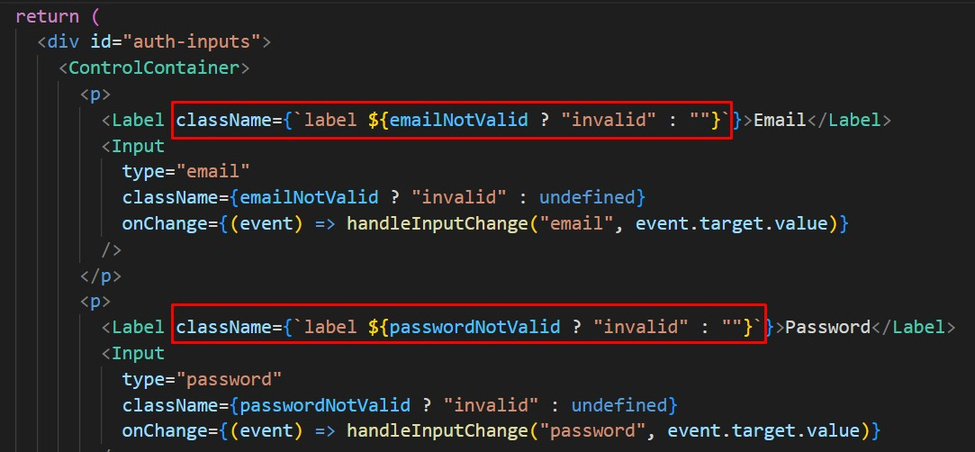 return (
<div id="auth-inputs">
<ControlContainer>
<p>
<Label className={`label ${emailNotValid ? "invalid" : ""}`}>Email</Label>
<Input
type="email"
className={emailNotValid ? "invalid" : undefined}
onChange={(event) => handleInputChange("email", event.target.value)}
/>
</p>
<p>
<Label className={`label ${passwordNotValid ? "invalid" : ""}`}>Password</Label>
<Input
type="password"
className={passwordNotValid ? "invalid" : undefined}
onChange={(event) => handleInputChange("password", event.target.value)}